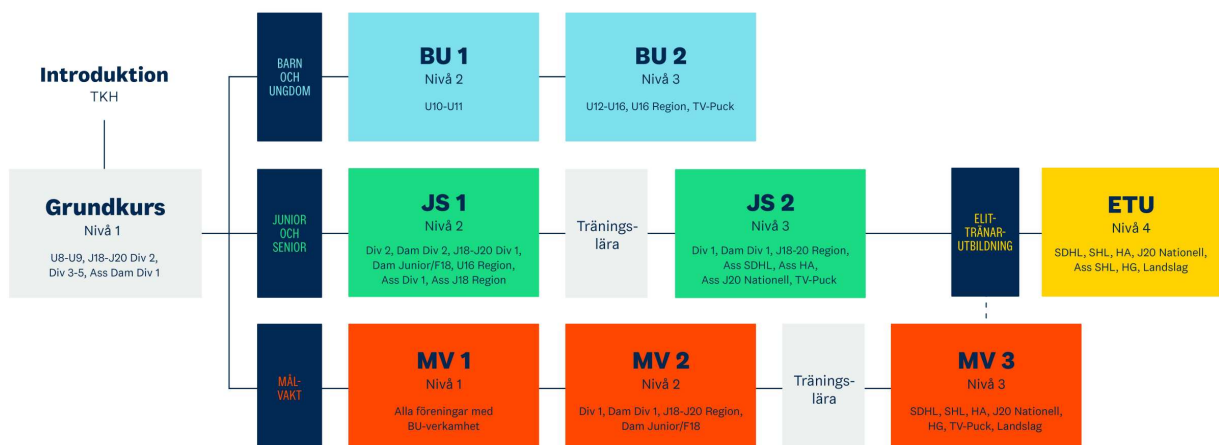 Introduktion
TKH
Grundkurs
Nivå 1
U8-U9, J18-J20 Div 2,
Div 3-5, Ass Dam Div 1
BARN
OCH
UNGDOM
BU 1
Nivå 2
U10-U11
BU 2
Nivå 3
U12-U16, U16 Region, TV-Puck
JUNIOR
OCH
SENIOR
JS 1
Nivå 2
Div 2, Dam Div 2, J18-J20 Div 1,
Dam Junior/F18, U16 Region,
Ass Div 1, Ass J18 Region
Tränings-
lära
JS 2
Nivå 3
Div 1, Dam Div 1, J18-20 Region,
Ass SDHL, Ass HA,
Ass J20 Nationell, TV-Puck
ELIT-
TRÄNAR-
UTBILDNING
ETU
Nivå 4
SDHL, SHL, HA, J20 Nationell,
Ass SHL, HG, Landslag
MÅL-
VAKT
MV 1
Nivå 1
Alla föreningar med
BU-verkamhet
MV 2
Nivå 2
Div 1, Dam Div 1, J18-J20 Region,
Dam Junior/F18
Tränings-
lära
MV 3
Nivå 3
SDHL, SHL, HA, J20 Nationell,
HG, TV-Puck, Landslag